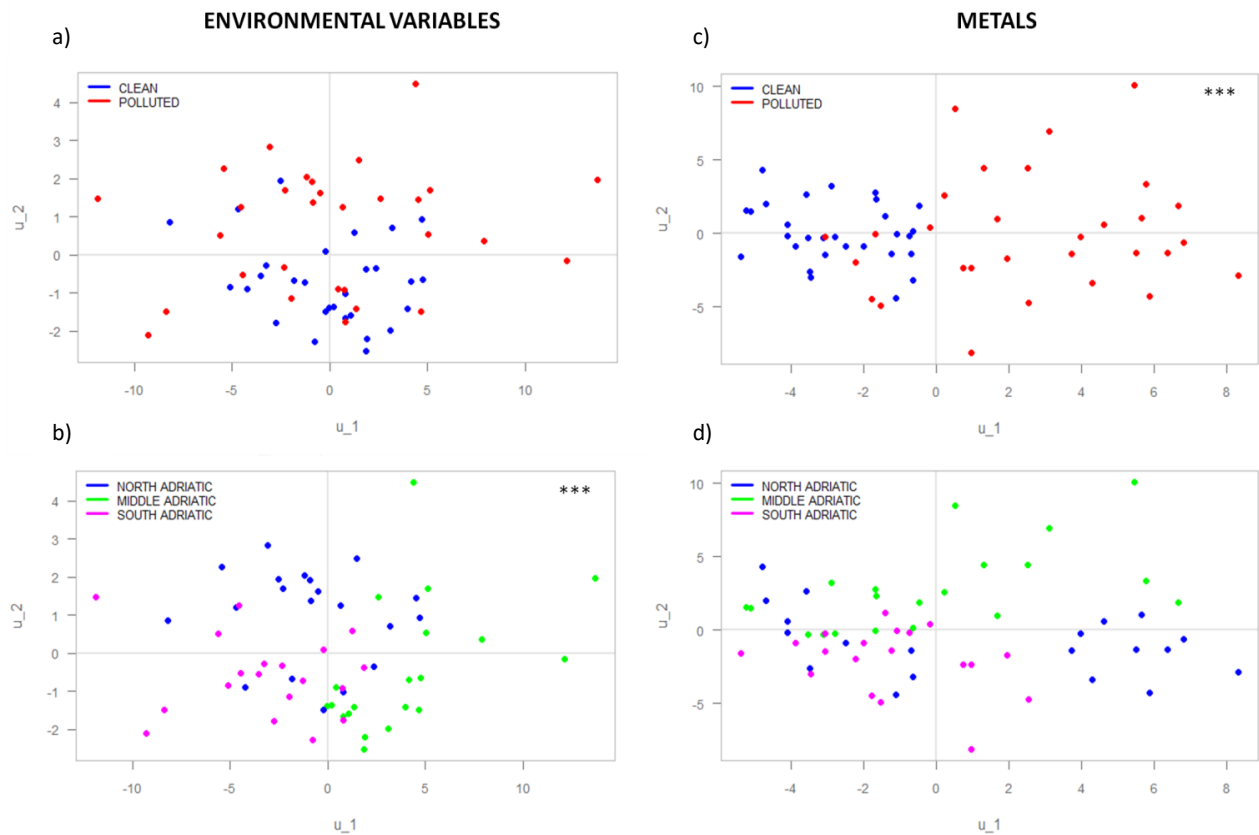 ENVIRONMENTAL VARIABLES
METALS
a)
CLEAN
POLLUTED
4
3
2
1
0
-1
-2
u_2
-10
-5
0
5
10
u_1
c)
CLEAN
POLLUTED
***
10
5
0
-5
u_2
-4
-2
0
2
4
6
8
u_1
b)
NORTH ADRIATIC
MIDDLE ADRIATIC
SOUTH ADRIATIC
***
4
3
2
1
0
-1
-2
u_2
-10
-5
0
5
10
u_1
d)
NORTH ADRIATIC
MIDDLE ADRIATIC
SOUTH ADRIATIC
10
5
0
-5
u_2
-4
-2
0
2
4
6
8
u_1